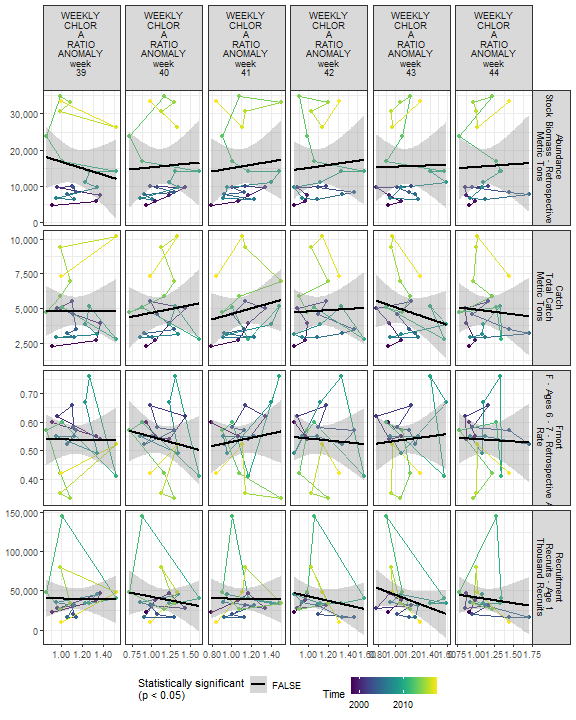 WEEKLY WEEKLY WEEKLY WEEKLY WEEKLY WEEKLY
CHLOR CHLOR CHLOR CHLOR CHLOR CHLOR
A A A A A A
RATIO RATIO RATIO RATIO RATIO RATIO
ANOMALY ANOMALY ANOMALY ANOMALY ANOMALY ANOMALY
week week week week week week
39 40 41 42 43 44
30,000
20,000
10,000
0
Abundance
Stock Biomass - Retrospective
Metric Tons
10,000
7,500
5,000
2,500
Catch
Total Catch
Metric Tons
0.70
0.60
0.50
0.40
Fmort
F - Ages 6 - 7 - Retrospective A
Rate
150,000
100,000
50,000
0
Recruitment
Recruits - Age 1
Thousand Recruits
1.00 1.20 1.40
0.75 1.00 1.25 1.50
0.80 1.00 1.20 1.40
1.00 1.20 1.40 1.60
0.80 1.00 1.20 1.40 1.60
0.75 1.00 1.25 1.50 1.75
Statistically significant
(p < 0.05)
FALSE
Time
2000 2010